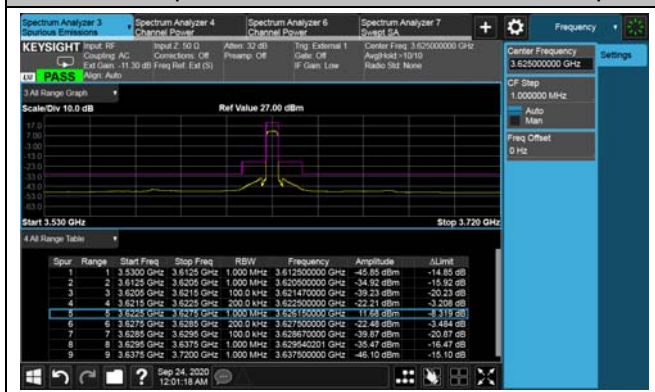 Spectrum Analyzer 3
Spurious Emissions
Spectrum Analyzer 4
Channel Power
Spectrum Analyzer 6
Channel Power
Spectrum Analyzer 7
Swept SA
+
Frequency
KEYSIGHT Input: RF
Coupling: AC
Ext Gain: -11.30 dB
Align: Auto
LXI PASS
Input Z: 50 Ω
Corrections: Off
Freq Ref: Ext (S)
Atten: 32 dB
Preamp: Off
Trig: External 1
Gate: Off
IF Gain: Low
Center Freq: 3.625000000 GHz
Avg|Hold:>10/10
Radio Std: None
Center Frequency
3.625000000 GHz
Settings
CF Step
1.000000 MHz
Auto
Man
Freq Offset
0 Hz
3 All Range Graph
Scale/Div 10.0 dB
Ref Value 27.00 dBm
17.0
7.00
-3.00
-13.0
-23.0
-33.0
-43.0
-53.0
-63.0
Start 3.530 GHz
Stop 3.720 GHz
4 All Range Table
Spur Range Start Freq Stop Freq RBW Frequency Amplitude ΔLimit
1 1 3.5300 GHz 3.6125 GHz 1.000 MHz 3.612500000 GHz -45.85 dBm -14.85 dB
2 2 3.6125 GHz 3.6205 GHz 1.000 MHz 3.620500000 GHz -34.92 dBm -15.92 dB
3 3 3.6205 GHz 3.6215 GHz 100.0 kHz 3.621470000 GHz -39.23 dBm -20.23 dB
4 4 3.6215 GHz 3.6225 GHz 200.0 kHz 3.622500000 GHz -22.21 dBm -3.208 dB
5 5 3.6225 GHz 3.6275 GHz 1.000 MHz 3.626150000 GHz 11.68 dBm -8.319 dB
6 6 3.6275 GHz 3.6285 GHz 200.0 kHz 3.627500000 GHz -22.48 dBm -3.484 dB
7 7 3.6285 GHz 3.6295 GHz 100.0 kHz 3.628670000 GHz -39.87 dBm -20.87 dB
8 8 3.6295 GHz 3.6375 GHz 1.000 MHz 3.629540201 GHz -35.47 dBm -16.47 dB
9 9 3.6375 GHz 3.7200 GHz 1.000 MHz 3.637500000 GHz -46.10 dBm -15.10 dB
?
Sep 24, 2020
12:01:18 AM